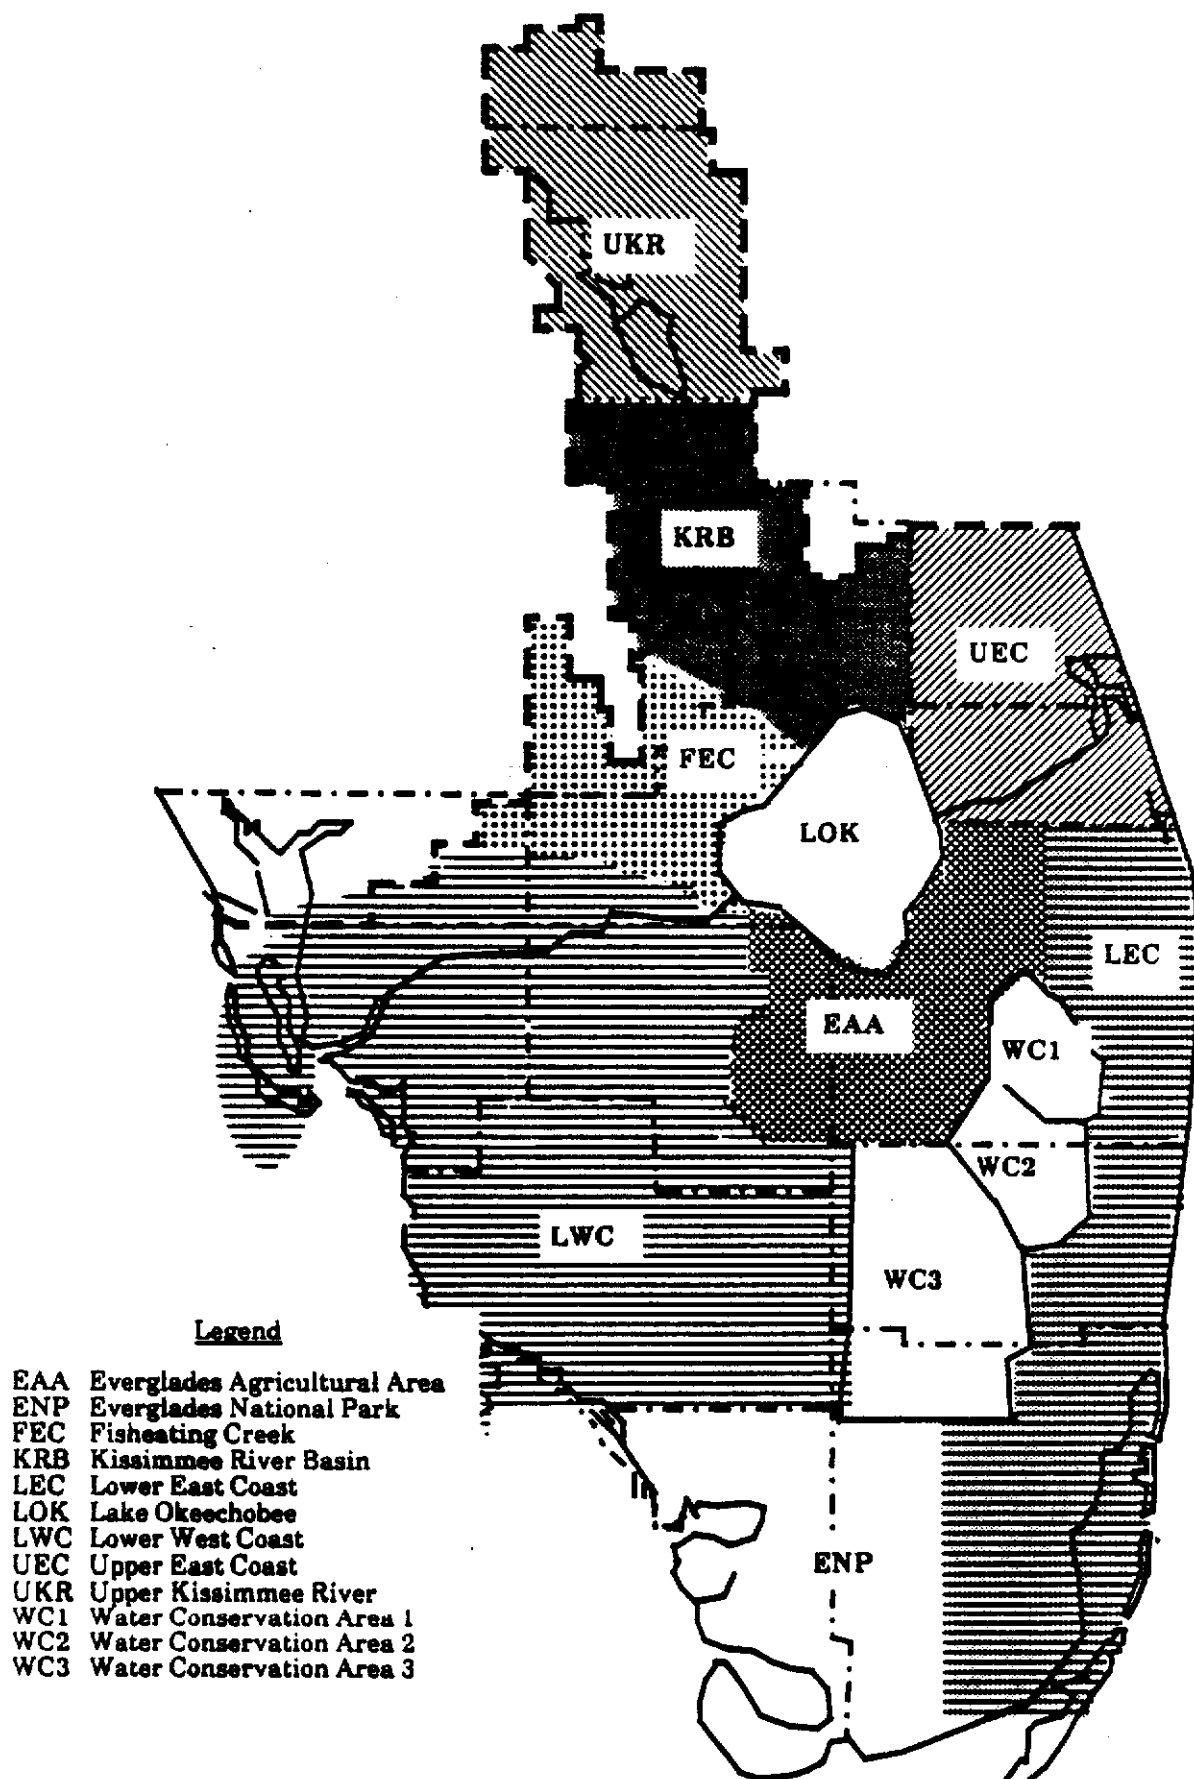 UKR
KRB
UEC
FEC
LOK
LEC
EAA
WC1
WC2
LWC
WC3
Legend
EAA Everglades Agricultural Area
ENP Everglades National Park
FEC Fisheating Creek
KRB Kissimmee River Basin
LEC Lower East Coast
LOK Lake Okeechobee
LWC Lower West Coast
UEC Upper East Coast
UKR Upper Kissimmee River
WC1 Water Conservation Area 1
WC2 Water Conservation Area 2
WC3 Water Conservation Area 3
ENP